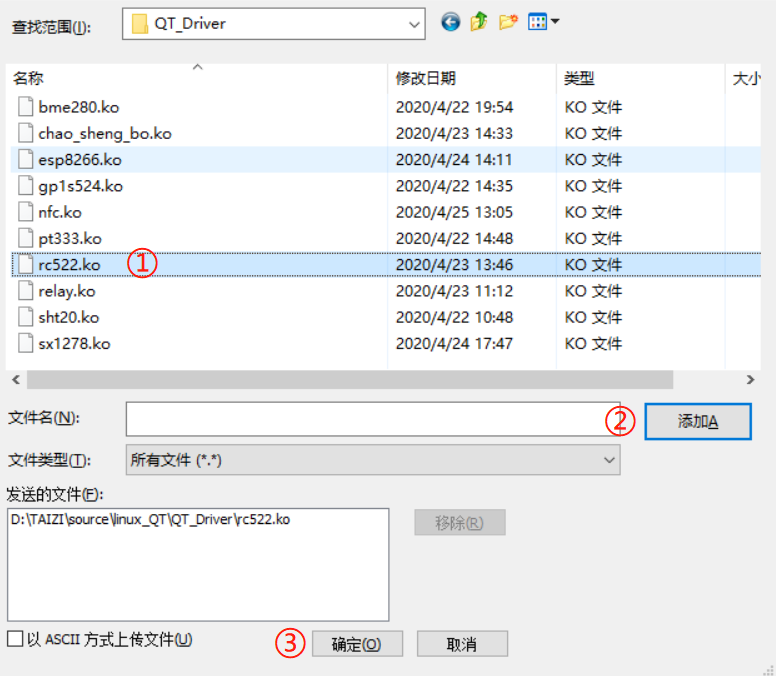 查找范围(I): QT_Driver
名称 修改日期 类型 大小
bme280.ko 2020/4/22 19:54 KO 文件
chao_sheng_bo.ko 2020/4/23 14:33 KO 文件
esp8266.ko 2020/4/24 14:11 KO 文件
gp1s524.ko 2020/4/22 14:35 KO 文件
nfc.ko 2020/4/25 13:05 KO 文件
pt333.ko 2020/4/22 14:48 KO 文件
rc522.ko ① 2020/4/23 13:46 KO 文件
relay.ko 2020/4/23 11:12 KO 文件
sht20.ko 2020/4/22 10:48 KO 文件
sx1278.ko 2020/4/24 17:47 KO 文件
文件名(N): ② 添加A
文件类型(T): 所有文件 (*.*)
发送的文件(F):
D:\TAIZI\source\linux_QT\QT_Driver\rc522.ko
移除(R)
以 ASCII 方式上传文件(U) ③ 确定(O) 取消